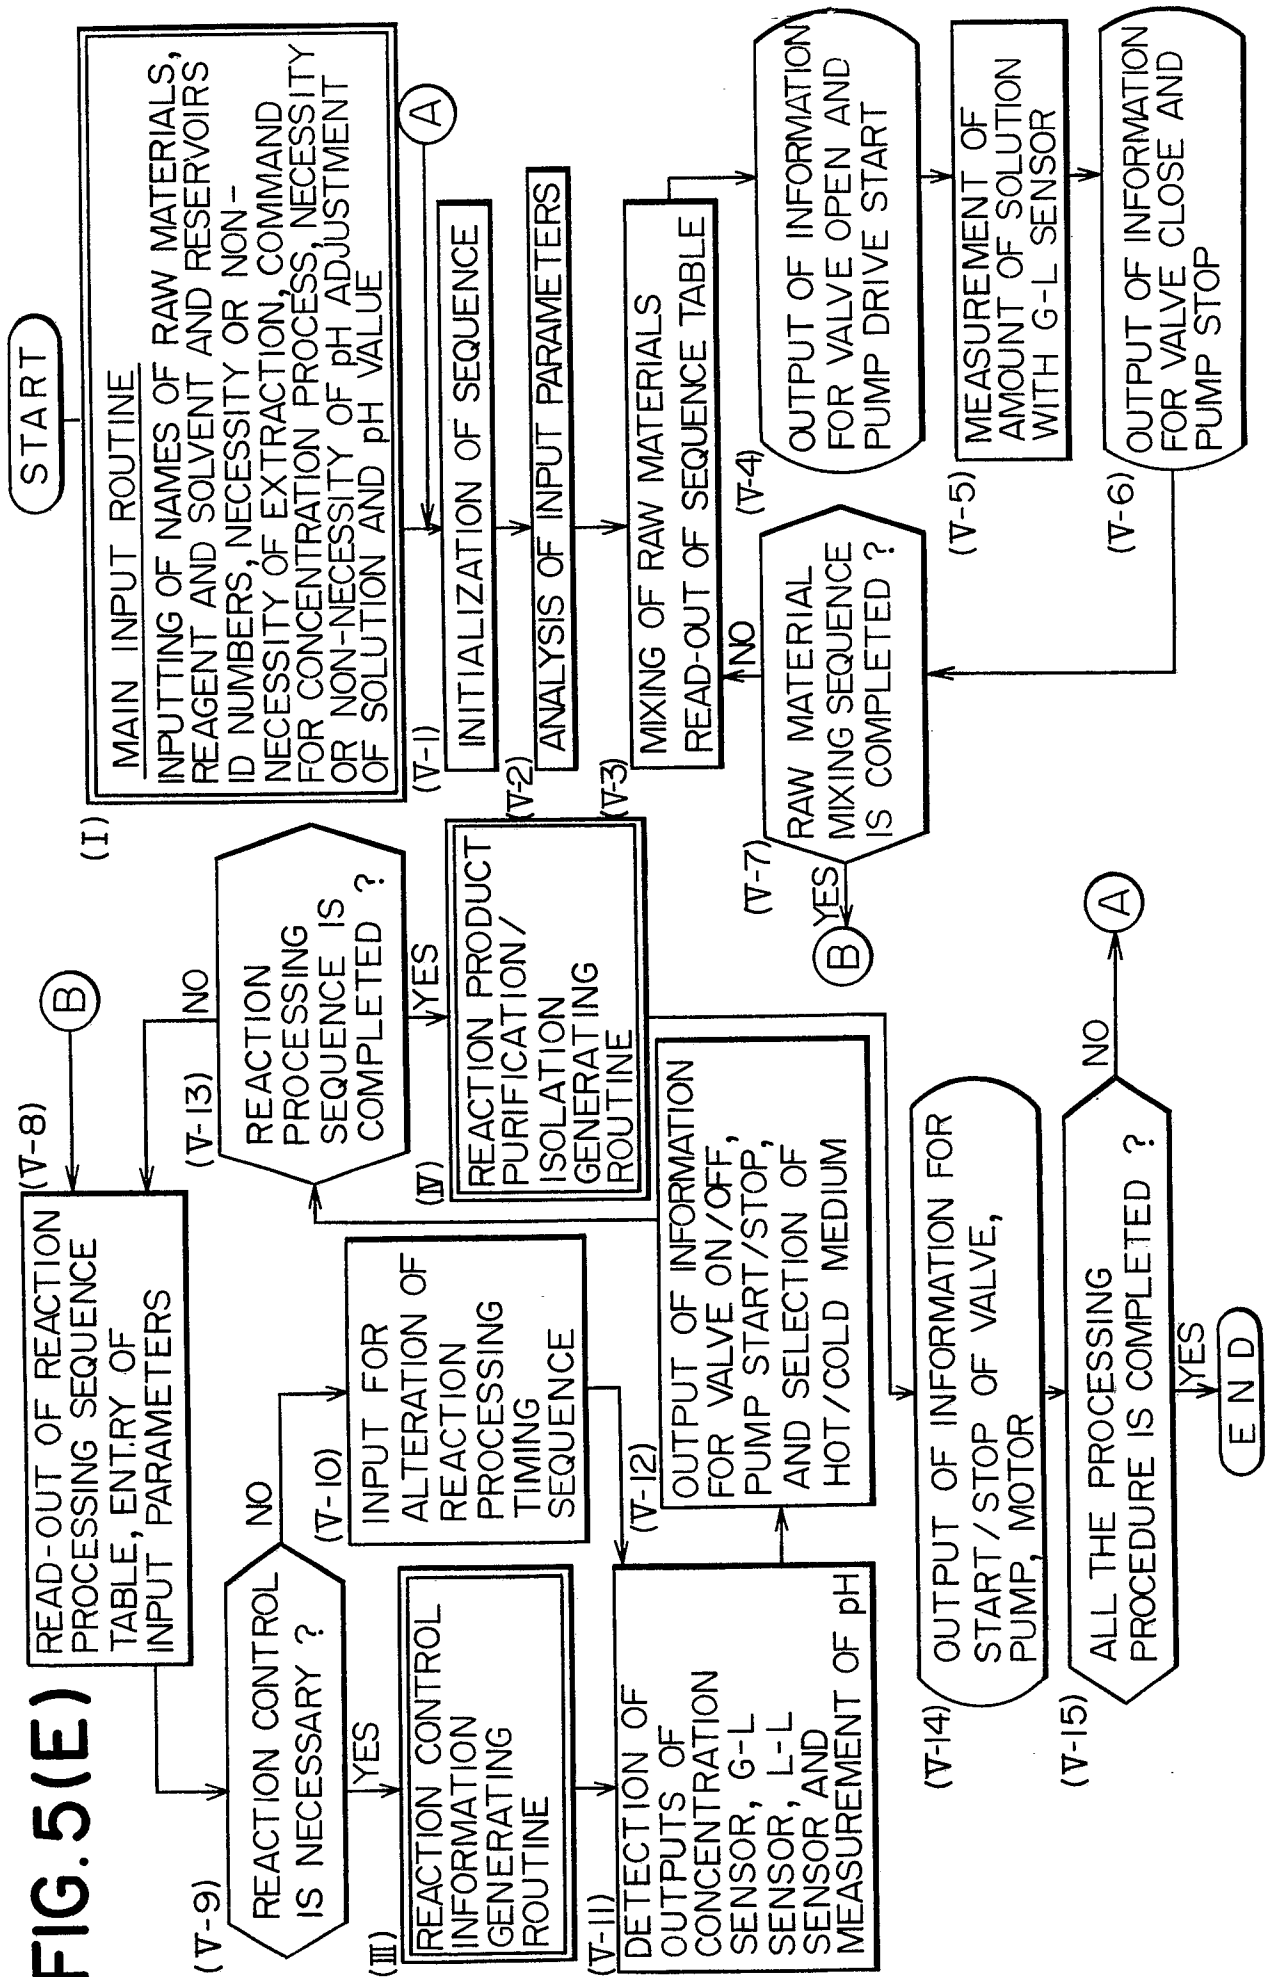 FIG. 5 (E)
START
(I)
MAIN INPUT ROUTINE
INPUTTING OF NAMES OF RAW MATERIALS,
REAGENT AND SOLVENT AND RESERVOIRS
ID NUMBERS, NECESSITY OR NON-
NECESSITY OF EXTRACTION, COMMAND
FOR CONCENTRATION PROCESS, NECESSITY
OR NON-NECESSITY OF pH ADJUSTMENT
OF SOLUTION AND pH VALUE
A
(V-1)
INITIALIZATION OF SEQUENCE
(V-2)
ANALYSIS OF INPUT PARAMETERS
(V-3)
MIXING OF RAW MATERIALS
READ-OUT OF SEQUENCE TABLE
(V-4)
OUTPUT OF INFORMATION
FOR VALVE OPEN AND
PUMP DRIVE START
(V-5)
MEASUREMENT OF
AMOUNT OF SOLUTION
WITH G-L SENSOR
(V-6)
OUTPUT OF INFORMATION
FOR VALVE CLOSE AND
PUMP STOP
(V-7)
RAW MATERIAL
MIXING SEQUENCE
IS COMPLETED ?
NO
YES
B
B
(V-8)
READ-OUT OF REACTION
PROCESSING SEQUENCE
TABLE, ENTRY OF
INPUT PARAMETERS
(V-9)
REACTION CONTROL
IS NECESSARY ?
NO
YES
(V-10)
INPUT FOR
ALTERATION OF
REACTION
PROCESSING
TIMING
SEQUENCE
(III)
REACTION CONTROL
INFORMATION
GENERATING
ROUTINE
(V-11)
DETECTION OF
OUTPUTS OF
CONCENTRATION
SENSOR, G-L
SENSOR, L-L
SENSOR AND
MEASUREMENT OF pH
(V-12)
OUTPUT OF INFORMATION
FOR VALVE ON/OFF,
PUMP START/STOP,
AND SELECTION OF
HOT/COLD MEDIUM
(V-13)
REACTION
PROCESSING
SEQUENCE IS
COMPLETED ?
NO
YES
(IV)
REACTION PRODUCT
PURIFICATION/
ISOLATION
GENERATING
ROUTINE
(V-14)
OUTPUT OF INFORMATION FOR
START/STOP OF VALVE,
PUMP, MOTOR
(V-15)
ALL THE PROCESSING
PROCEDURE IS COMPLETED ?
NO
A
YES
END